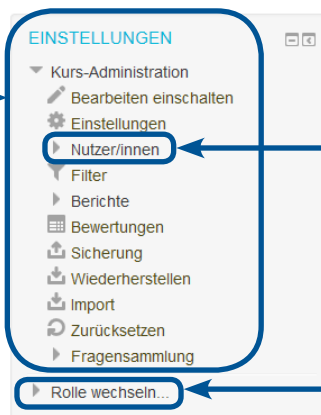 EINSTELLUNGEN
Kurs-Administration
Bearbeiten einschalten
Einstellungen
Nutzer/innen
Filter
Berichte
Bewertungen
Sicherung
Wiederherstellen
Import
Zurücksetzen
Fragensammlung
Rolle wechseln...